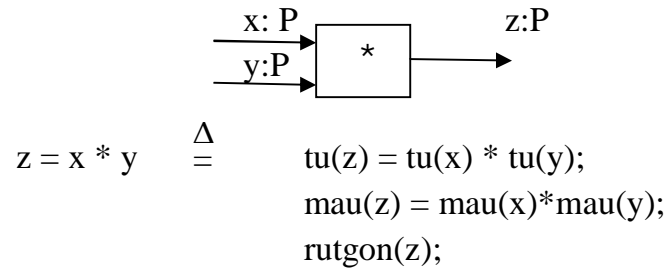 x: P z:P
y:P *
Δ
z = x * y = tu(z) = tu(x) * tu(y);
mau(z) = mau(x)*mau(y);
rutgon(z);